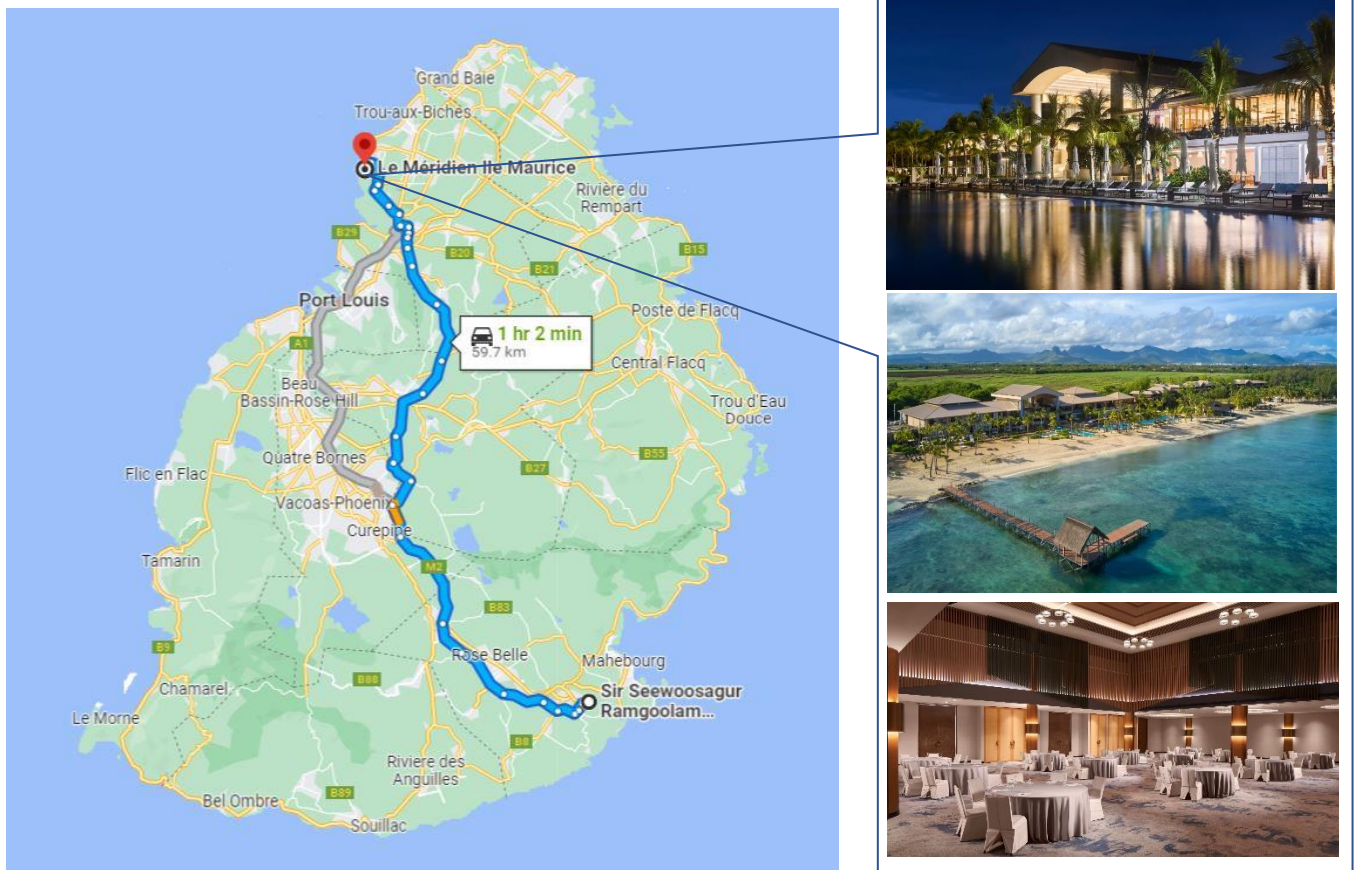 Grand Baie
Trou-aux-Biches
Le Méridien Ile Maurice
Rivière du
Rempart
B29
B20
B15
B21
Port Louis
Poste de Flacq
1 hr 2 min
59.7 km
A1
Central Flacq
Beau
Bassin-Rose Hill
Trou d'Eau
Douce
Quatre Bornes
B55
B27
Flic en Flac
Vacoas-Phoenix
Curepipe
Tamarin
M2
B83
B9
Rose Belle
Mahebourg
B88
Chamarel
Sir Seewoosagur
Ramgoolam...
Le Morne
B8
Riviere des
Anguilles
B89
Bel Ombre
Souillac